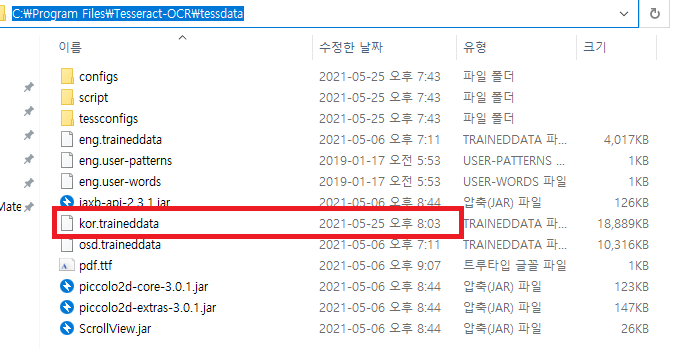 C:₩Program Files₩Tesseract-OCR₩tessdata
이름 수정한 날짜 유형 크기
configs 2021-05-25 오후 7:43 파일 폴더
script 2021-05-25 오후 7:43 파일 폴더
tessconfigs 2021-05-25 오후 7:43 파일 폴더
eng.traineddata 2021-05-06 오후 7:11 TRAINEDDATA 파... 4,017KB
eng.user-patterns 2019-01-17 오전 5:53 USER-PATTERNS ... 1KB
eng.user-words 2019-01-17 오전 5:53 USER-WORDS 파일 1KB
Mate jaxb-api-2.3.1.jar 2021-05-06 오후 8:44 압축(JAR) 파일 126KB
kor.traineddata 2021-05-25 오후 8:03 TRAINEDDATA 파... 18,889KB
osd.traineddata 2021-05-06 오후 7:11 TRAINEDDATA 파... 10,316KB
pdf.ttf 2021-05-06 오후 9:07 트루타입 글꼴 파일 1KB
piccolo2d-core-3.0.1.jar 2021-05-06 오후 8:44 압축(JAR) 파일 123KB
piccolo2d-extras-3.0.1.jar 2021-05-06 오후 8:44 압축(JAR) 파일 147KB
ScrollView.jar 2021-05-06 오후 8:44 압축(JAR) 파일 26KB